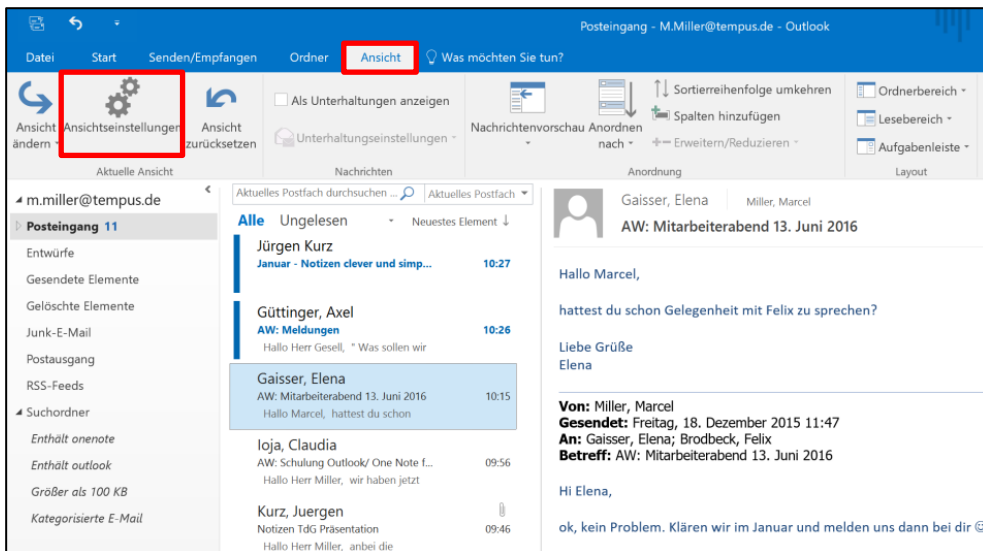 Posteingang - M.Miller@tempus.de - Outlook
Datei Start Senden/Empfangen Ordner Ansicht Was möchten Sie tun?
Ansicht ändern
Ansichtseinstellungen
Ansicht zurücksetzen
Aktuelle Ansicht
Als Unterhaltungen anzeigen
Unterhaltungseinstellungen
Nachrichten
Nachrichtenvorschau
Anordnen nach
Sortierreihenfolge umkehren
Spalten hinzufügen
Erweitern/Reduzieren
Anordnung
Ordnerbereich
Lesebereich
Aufgabenleiste
Layout
m.miller@tempus.de
Posteingang 11
Entwürfe
Gesendete Elemente
Gelöschte Elemente
Junk-E-Mail
Postausgang
RSS-Feeds
Suchordner
Enthält onenote
Enthält outlook
Größer als 100 KB
Kategorisierte E-Mail
Aktuelles Postfach durchsuchen ... Aktuelles Postfach
Alle Ungelesen Neuestes Element ↓
Jürgen Kurz
Januar - Notizen clever und simp... 10:27
Güttinger, Axel
AW: Meldungen 10:26
Hallo Herr Gesell, " Was sollen wir
Gaisser, Elena
AW: Mitarbeiterabend 13. Juni 2016 10:15
Hallo Marcel, hattest du schon
Ioja, Claudia
AW: Schulung Outlook/ One Note f... 09:56
Hallo Herr Miller, wir haben jetzt
Kurz, Juergen
Notizen TdG Präsentation 09:46
Hallo Herr Miller, anbei die
Gaisser, Elena Miller, Marcel
AW: Mitarbeiterabend 13. Juni 2016
Hallo Marcel,
hattest du schon Gelegenheit mit Felix zu sprechen?
Liebe Grüße
Elena
Von: Miller, Marcel
Gesendet: Freitag, 18. Dezember 2015 11:47
An: Gaisser, Elena; Brodbeck, Felix
Betreff: AW: Mitarbeiterabend 13. Juni 2016
Hi Elena,
ok, kein Problem. Klären wir im Januar und melden uns dann bei dir ☺